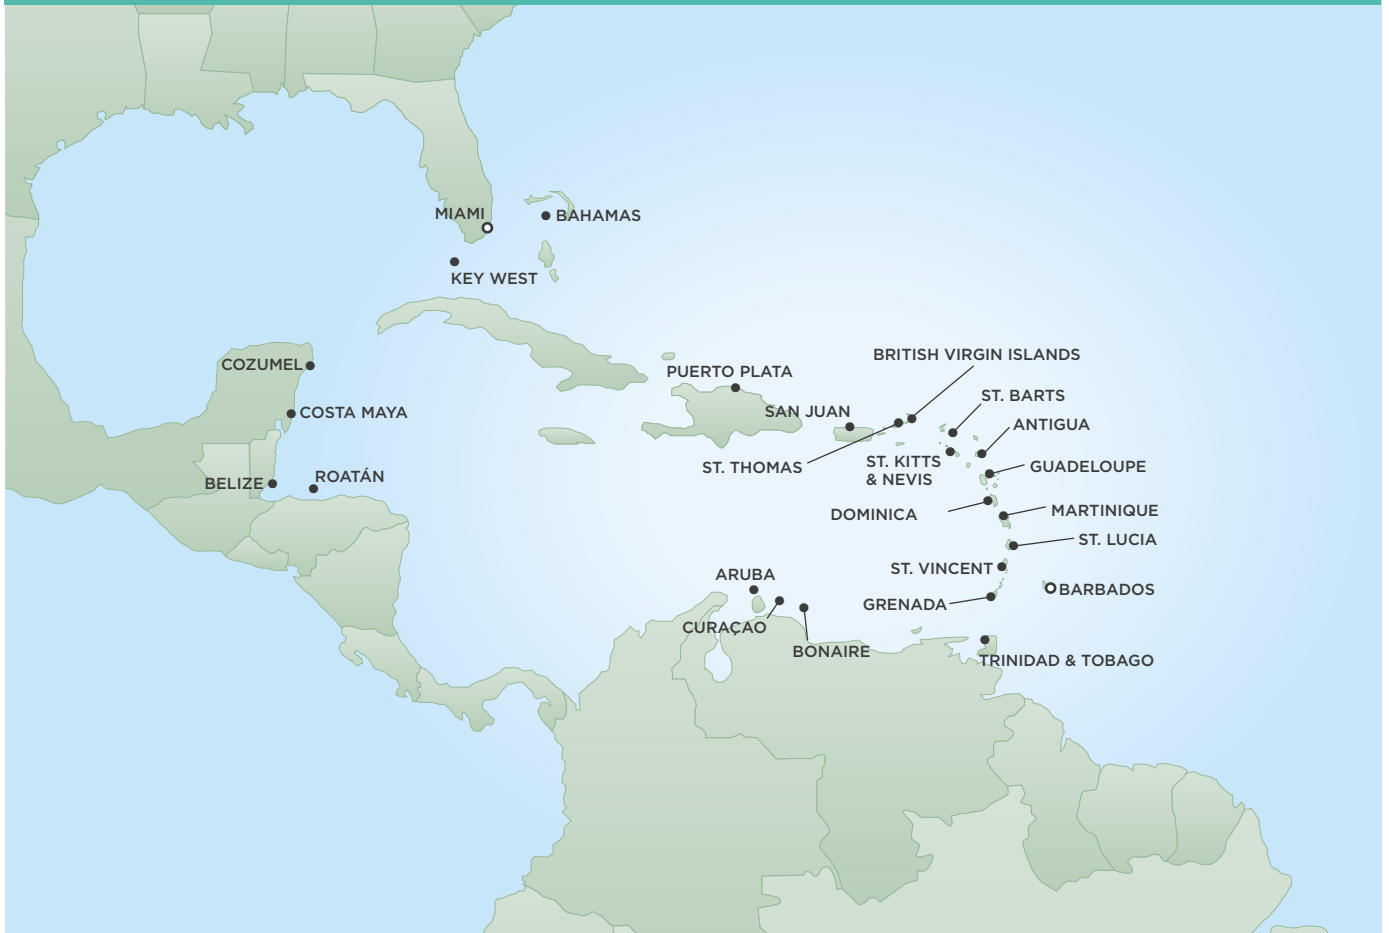 MIAMI
BAHAMAS
KEY WEST
COZUMEL
COSTA MAYA
BELIZE
ROATÁN
PUERTO PLATA
SAN JUAN
BRITISH VIRGIN ISLANDS
ST. THOMAS
ST. BARTS
ANTIGUA
ST. KITTS
& NEVIS
GUADELOUPE
DOMINICA
MARTINIQUE
ST. LUCIA
ST. VINCENT
BARBADOS
GRENADA
ARUBA
CURAÇAO
BONAIRE
TRINIDAD & TOBAGO